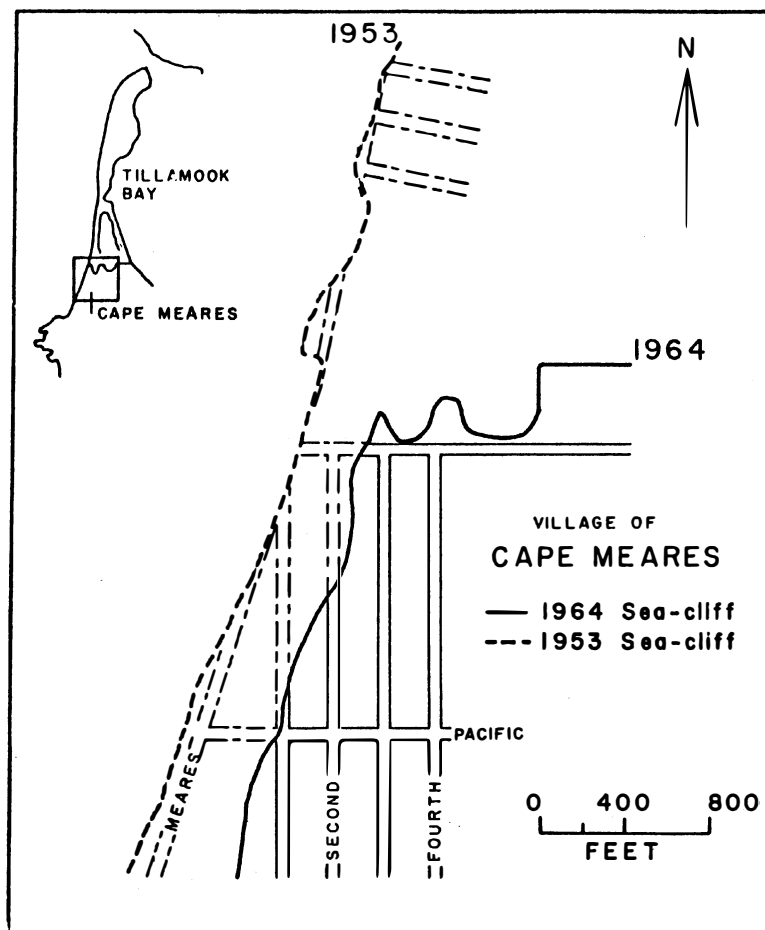 1953
N
TILLAMOOK
BAY
CAPE MEARES
1964
VILLAGE OF
CAPE MEARES
1964 Sea-cliff
1953 Sea-cliff
PACIFIC
MEARES
SECOND
FOURTH
0 400 800
FEET